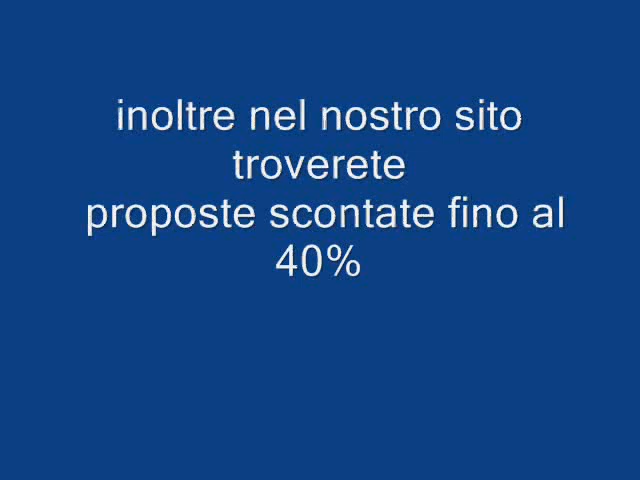 inoltre nel nostro sito
troverete
proposte scontate fino al
40%